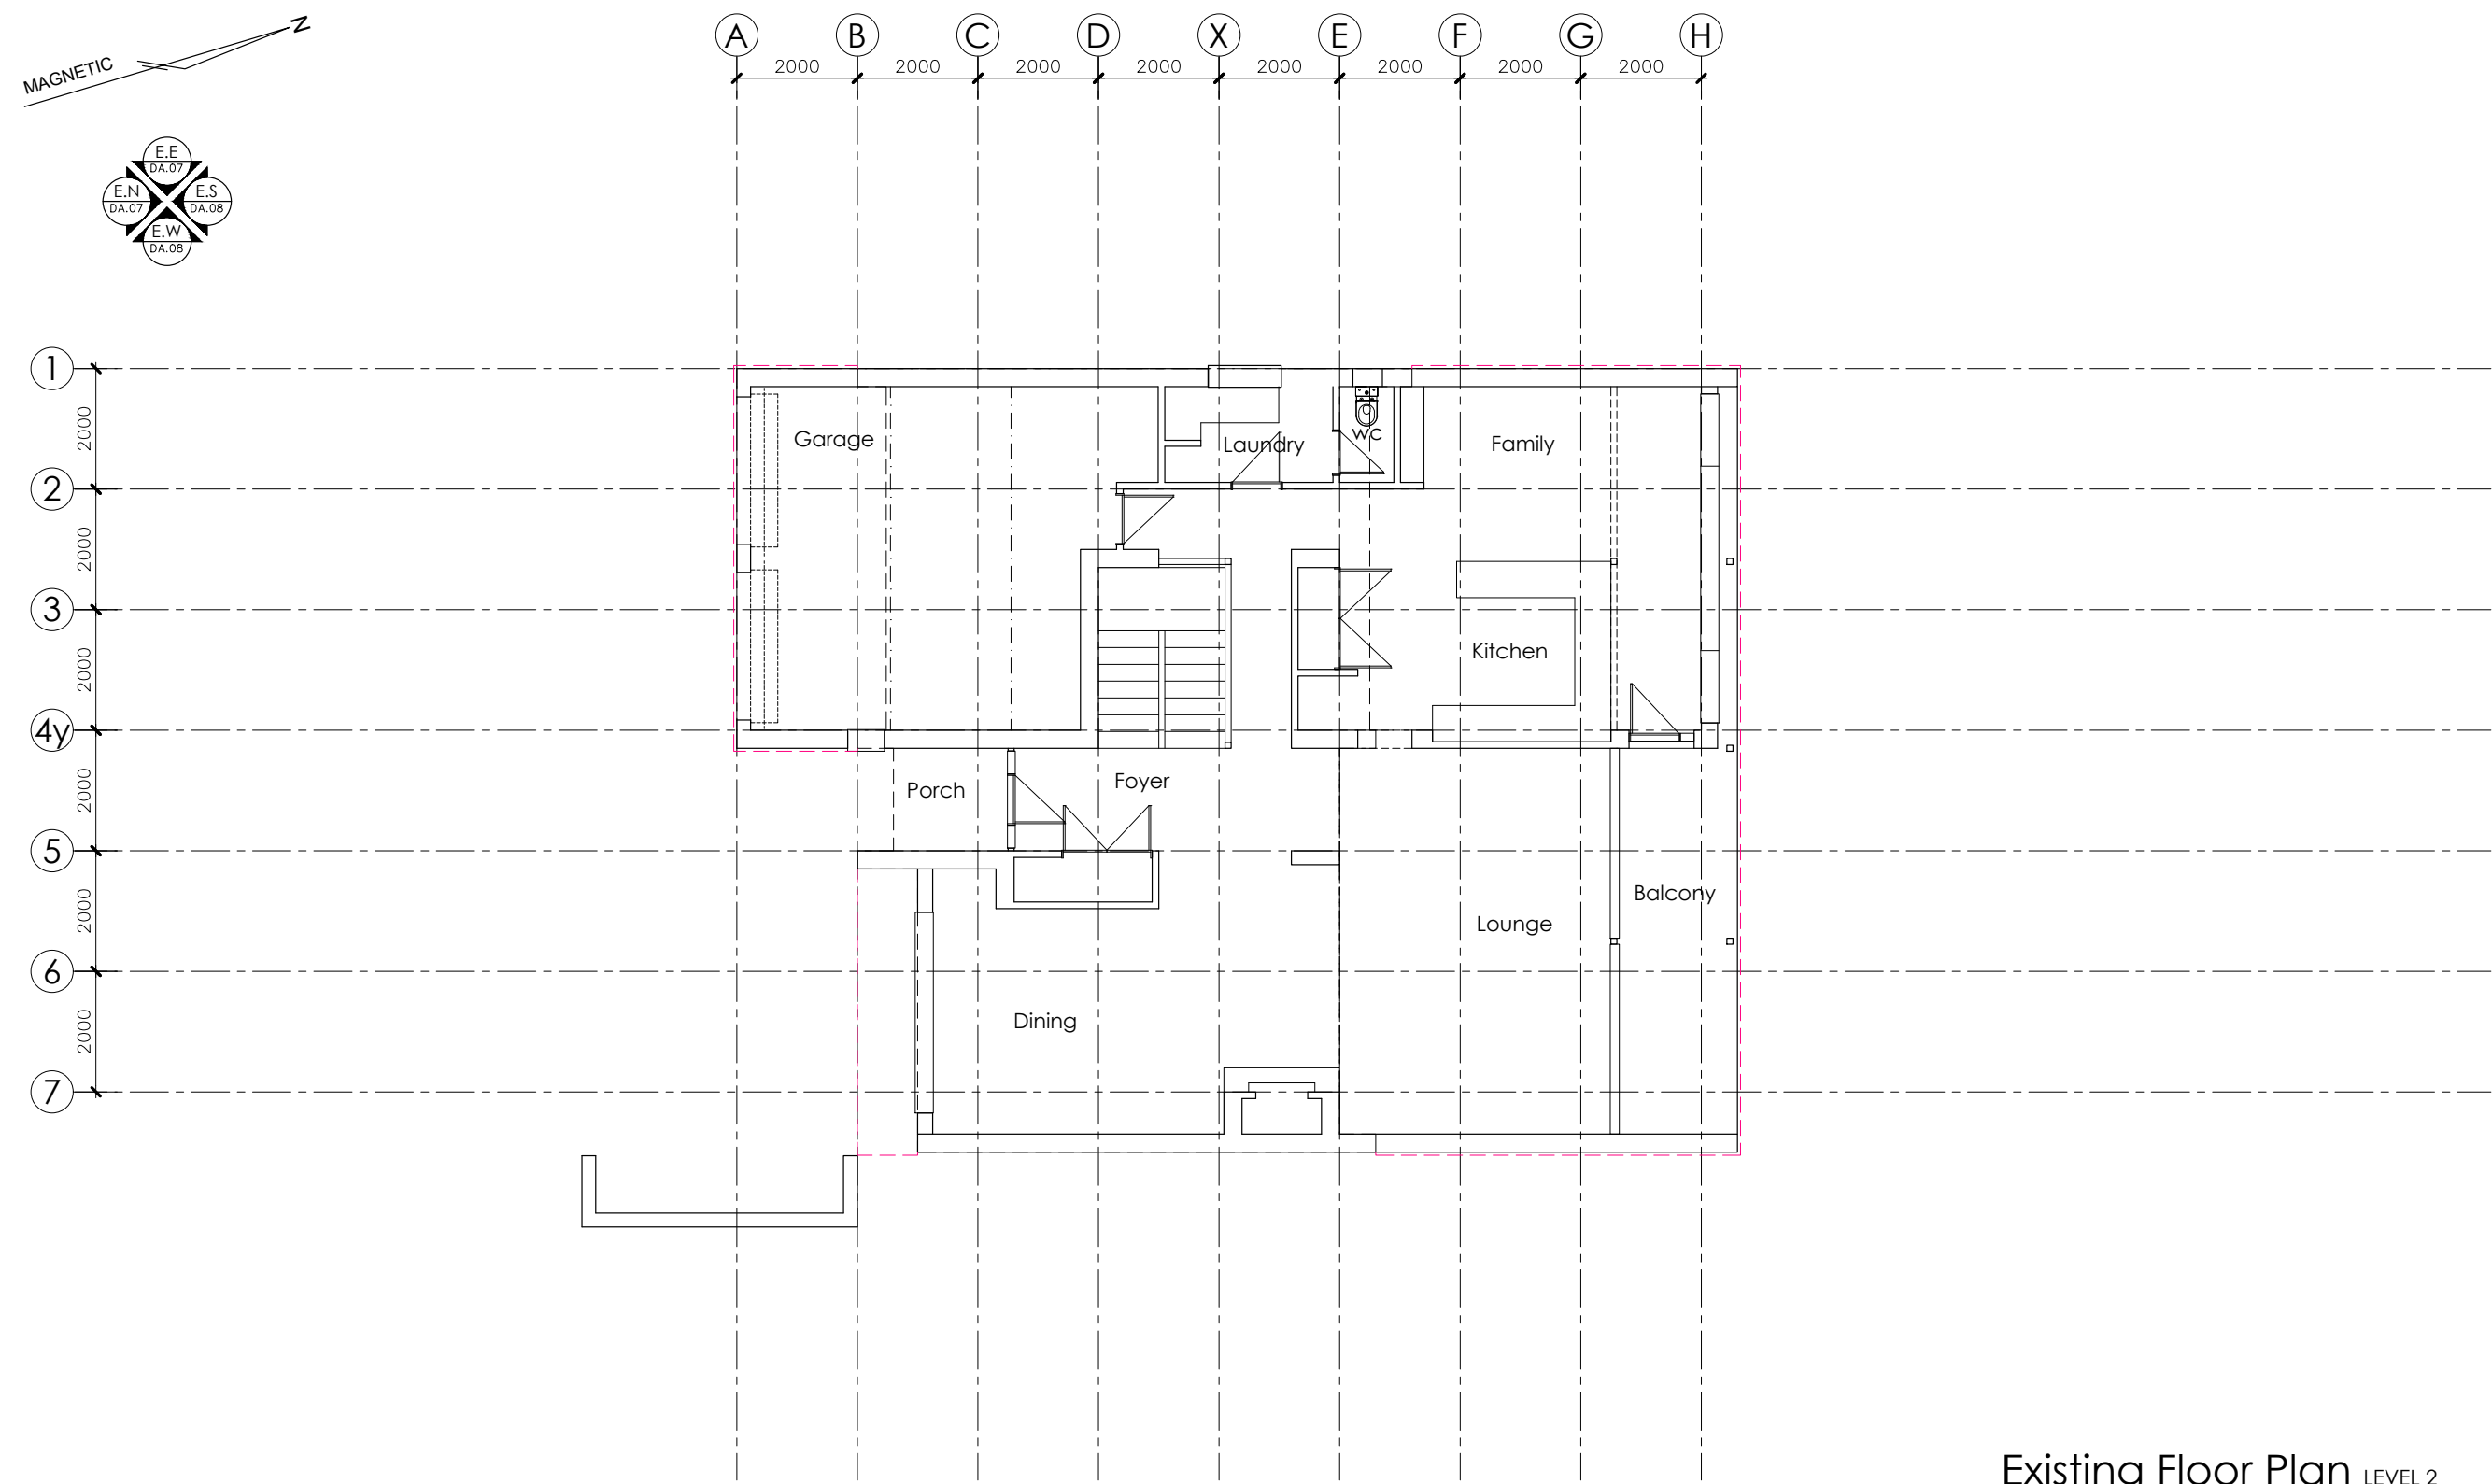 N
MAGNETIC
A B C D X E F G H
2000 2000 2000 2000 2000 2000 2000 2000
E.E
DA.07
E.N
DA.07
E.S
DA.08
E.W
DA.08
1
2000
2
2000
3
2000
4y
2000
5
2000
6
2000
7
Garage
Laundry
WC
Family
Kitchen
Porch
Foyer
Balcony
Lounge
Dining
Existing Floor Plan LEVEL 2